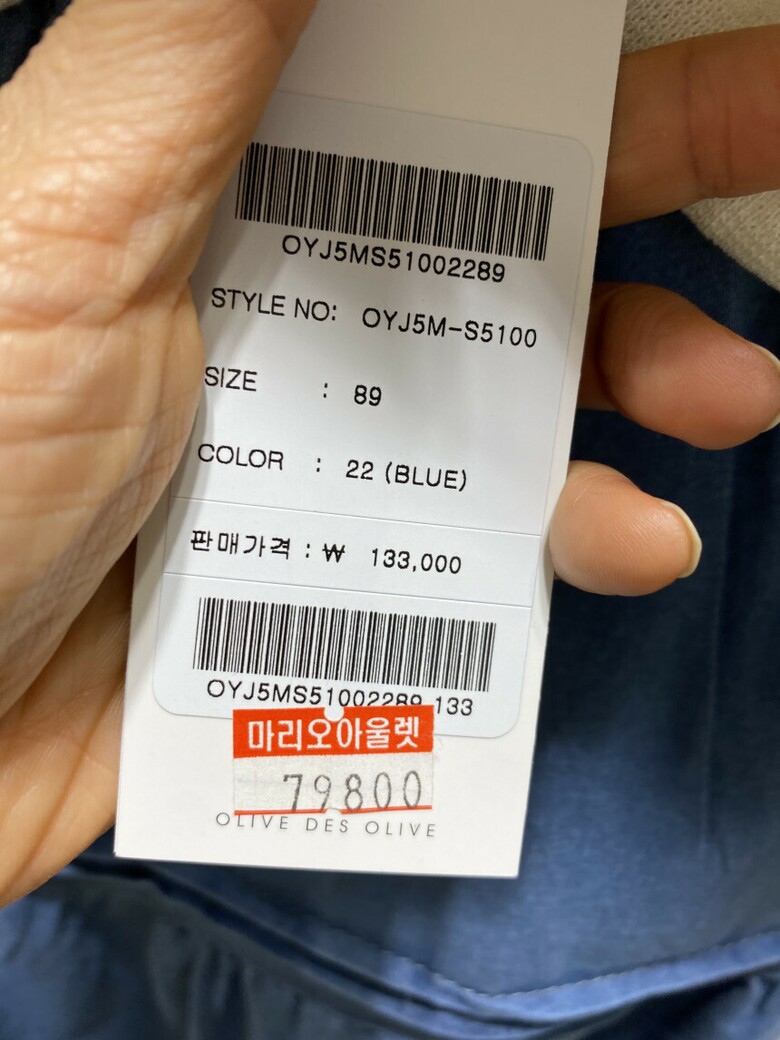 OYJ5MS51002289
STYLE NO: OYJ5M-S5100
SIZE : 89
COLOR : 22 (BLUE)
판매가격 : ₩ 133,000
OYJ5MS51002289 133
마리오아울렛
79800
OLIVE DES OLIVE